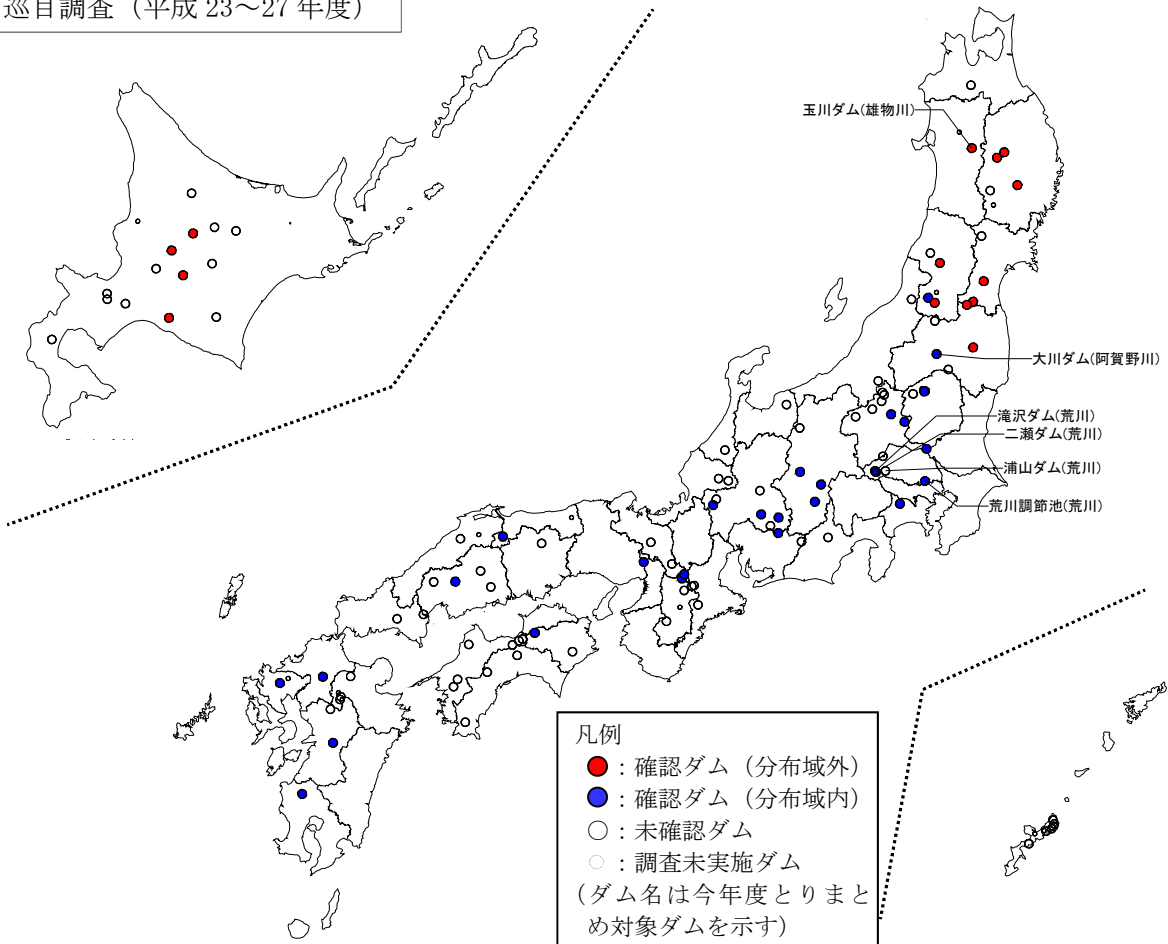 巡目調査（平成 23～27 年度）
玉川ダム(雄物川)
大川ダム(阿賀野川)
滝沢ダム(荒川)
二瀬ダム(荒川)
浦山ダム(荒川)
荒川調節池(荒川)
凡例
：確認ダム（分布域外）
：確認ダム（分布域内）
：未確認ダム
：調査未実施ダム
（ダム名は今年度とりまと
め対象ダムを示す）